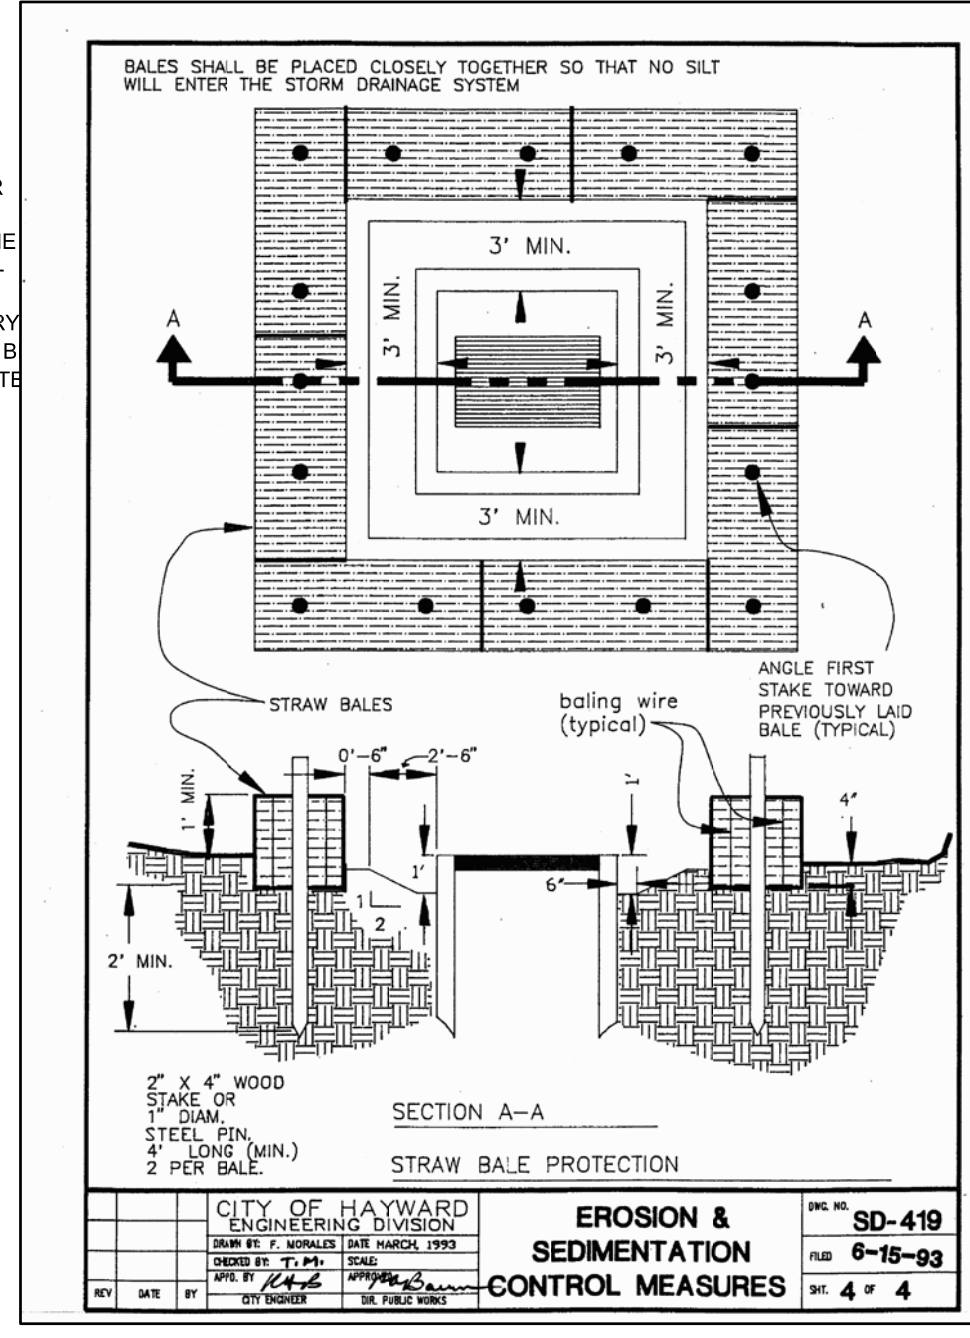 BALES SHALL BE PLACED CLOSELY TOGETHER SO THAT NO SILT
WILL ENTER THE STORM DRAINAGE SYSTEM
R
HE
RY
B
TE
3' MIN.
3' MIN.
3' MIN.
A
A
3' MIN.
ANGLE FIRST
STAKE TOWARD
PREVIOUSLY LAID
BALE (TYPICAL)
STRAW BALES
baling wire
(typical)
0'-6"
2'-6"
1' MIN.
1'
1'
4"
6"
1
2
2' MIN.
2" X 4" WOOD
STAKE OR
1" DIAM.
STEEL PIN.
4' LONG (MIN.)
2 PER BALE.
SECTION A-A
STRAW BALE PROTECTION
CITY OF HAYWARD
ENGINEERING DIVISION
DRAWN BY: F. MORALES
DATE MARCH, 1993
CHECKED BY: T.M.
SCALE:
APPD. BY
APPROVED
CITY ENGINEER
DIR. PUBLIC WORKS
REV
DATE
BY
EROSION &
SEDIMENTATION
CONTROL MEASURES
DWG. NO.
SD-419
FILED 6-15-93
SHT. 4 OF 4